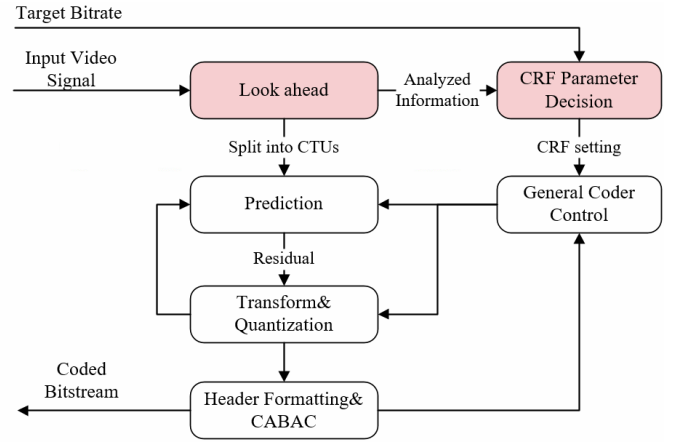 Target Bitrate
Input Video
Signal
Look ahead
Analyzed
Information
CRF Parameter
Decision
Split into CTUs
CRF setting
Prediction
General Coder
Control
Residual
Transform&
Quantization
Coded
Bitstream
Header Formatting&
CABAC